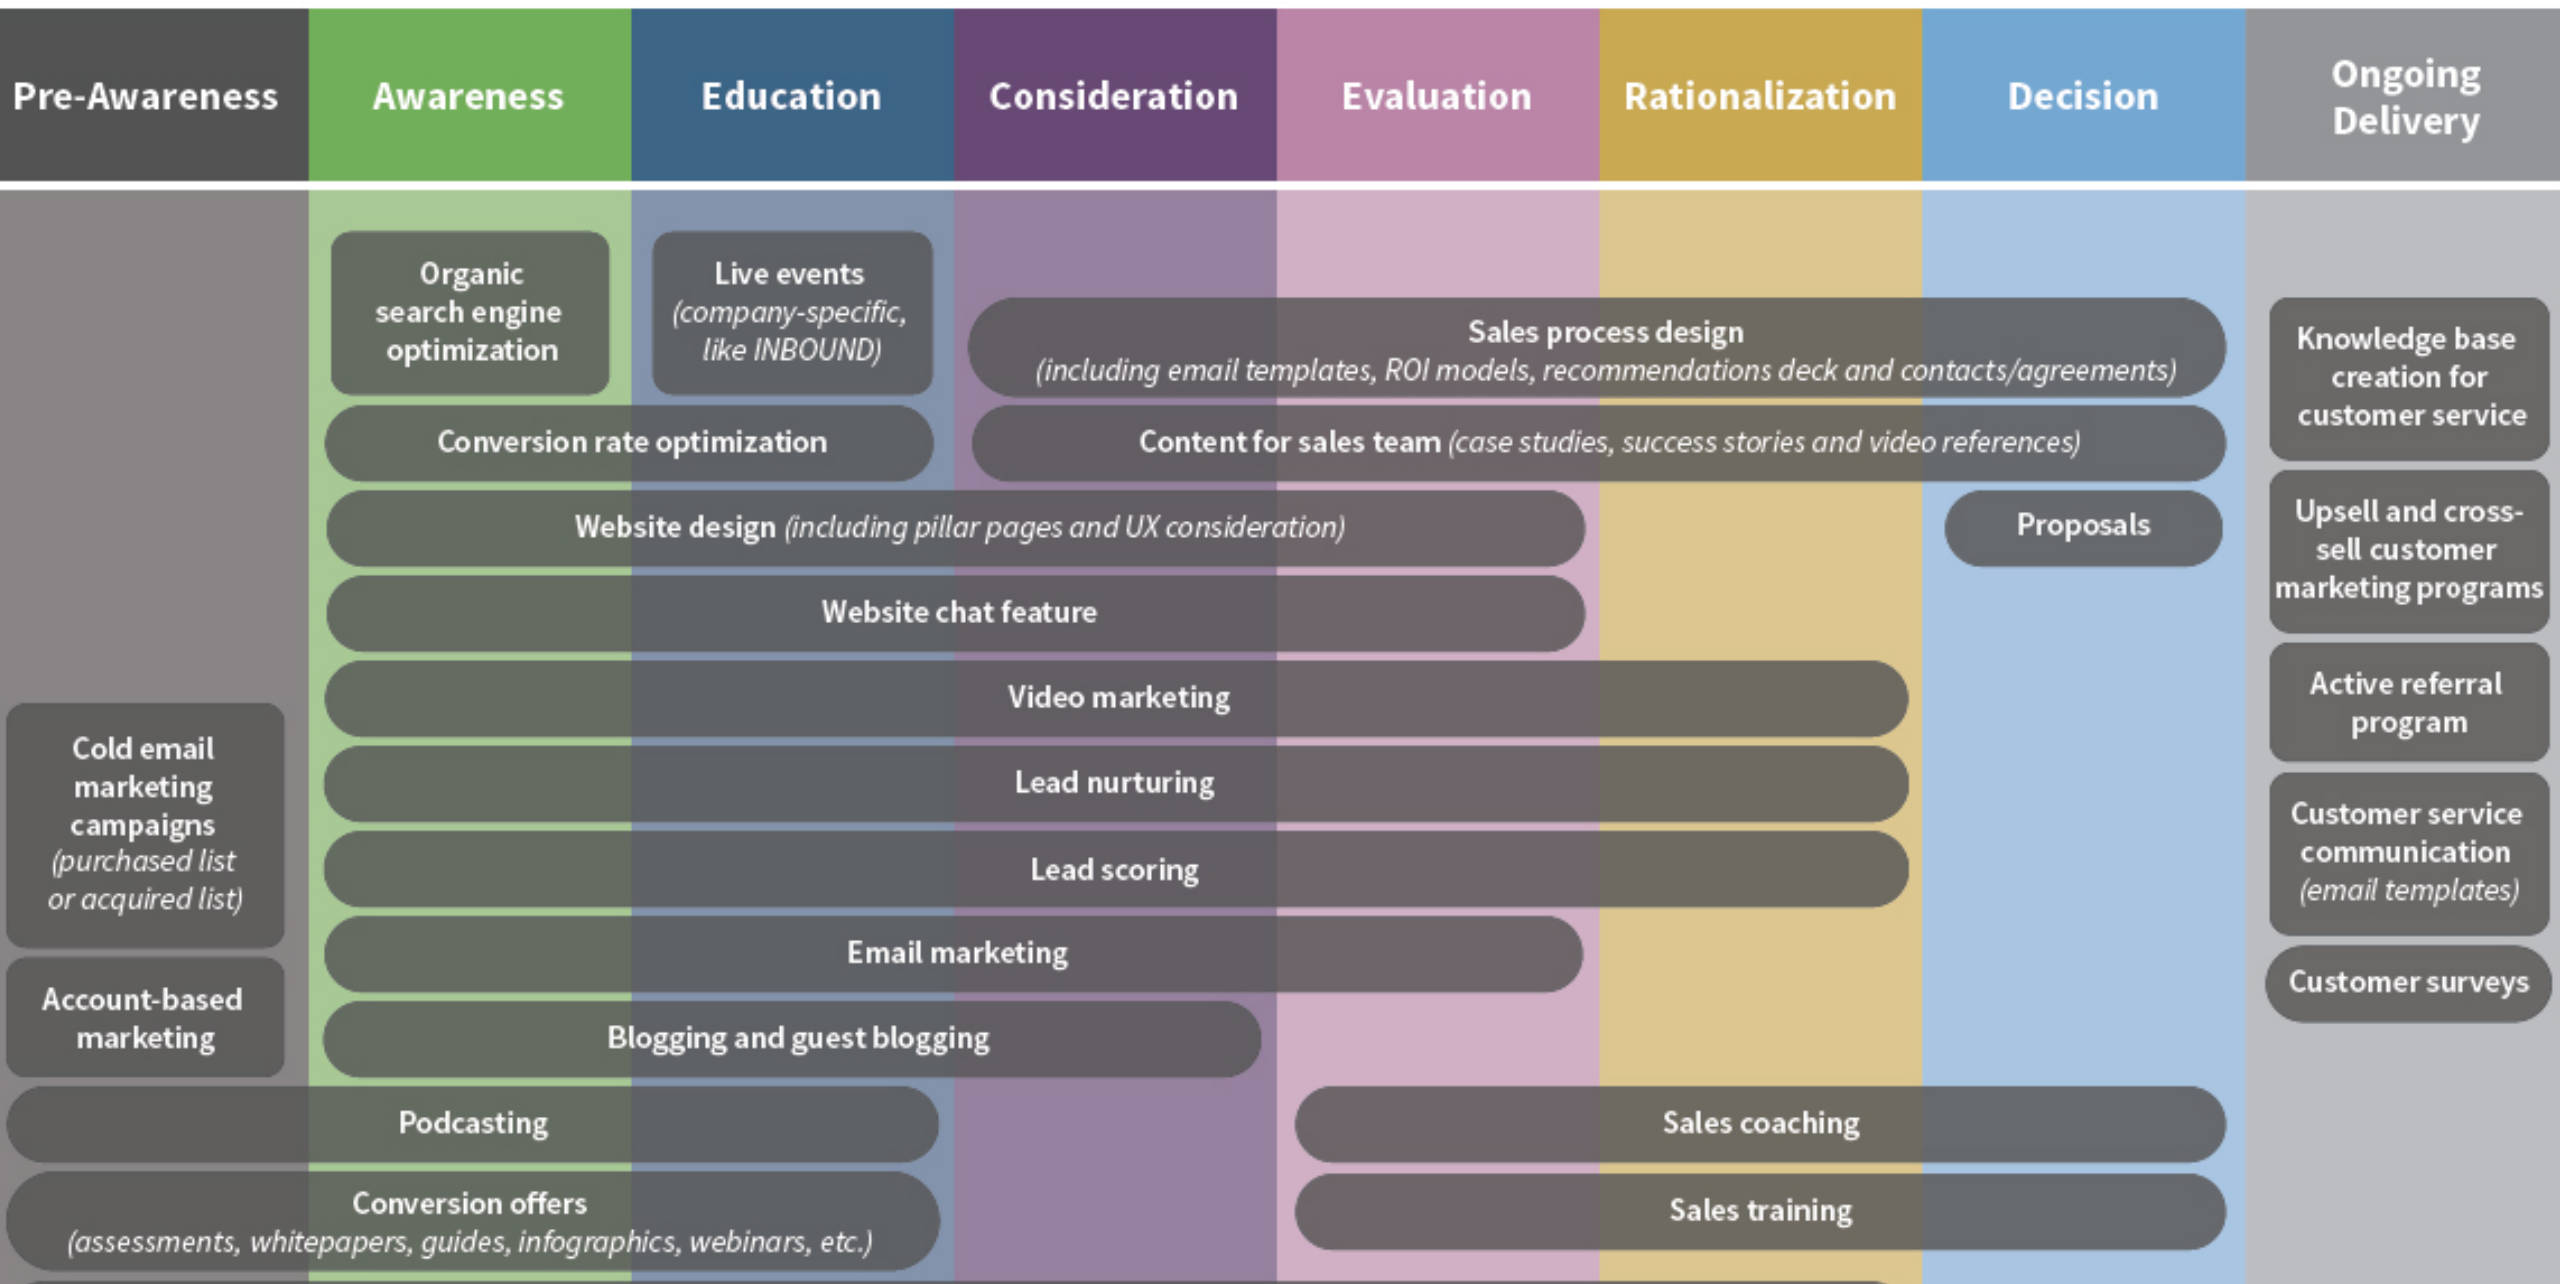 Pre-Awareness
Awareness
Education
Consideration
Evaluation
Rationalization
Decision
Ongoing
Delivery
Organic
search engine
optimization
Live events
(company-specific,
like INBOUND)
Sales process design
(including email templates, ROI models, recommendations deck and contacts/agreements)
Knowledge base
creation for
customer service
Conversion rate optimization
Content for sales team (case studies, success stories and video references)
Website design (including pillar pages and UX consideration)
Proposals
Upsell and cross-
sell customer
marketing programs
Website chat feature
Video marketing
Active referral
program
Cold email
marketing
campaigns
(purchased list
or acquired list)
Lead nurturing
Lead scoring
Customer service
communication
(email templates)
Email marketing
Customer surveys
Account-based
marketing
Blogging and guest blogging
Podcasting
Sales coaching
Conversion offers
(assessments, whitepapers, guides, infographics, webinars, etc.)
Sales training